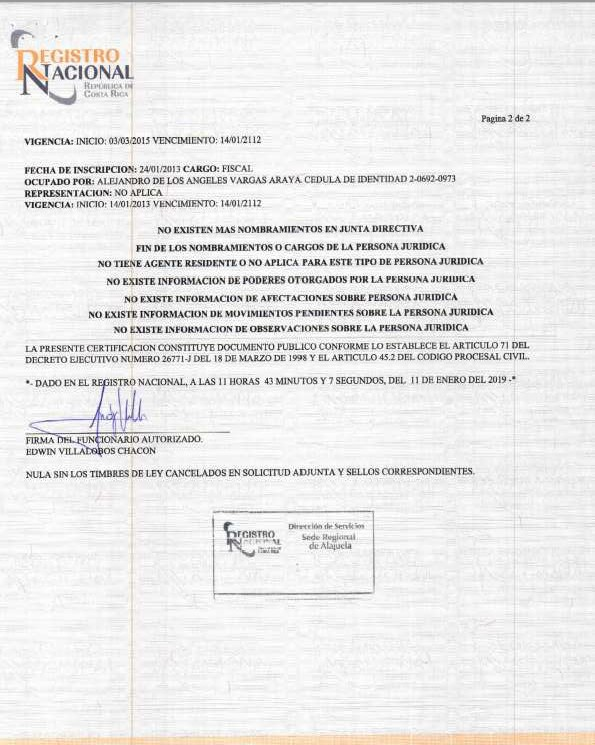 REGISTRO
NACIONAL
REPÚBLICA DE
COSTA RICA
Pagina 2 de 2
VIGENCIA: INICIO: 03/03/2015 VENCIMIENTO: 14/01/2112
FECHA DE INSCRIPCION: 24/01/2013 CARGO: FISCAL
OCUPADO POR: ALEJANDRO DE LOS ANGELES VARGAS ARAYA. CEDULA DE IDENTIDAD 2-0692-0973
REPRESENTACION: NO APLICA
VIGENCIA: INICIO: 14/01/2013 VENCIMIENTO: 14/01/2112
NO EXISTEN MAS NOMBRAMIENTOS EN JUNTA DIRECTIVA
FIN DE LOS NOMBRAMIENTOS O CARGOS DE LA PERSONA JURIDICA
NO TIENE AGENTE RESIDENTE O NO APLICA PARA ESTE TIPO DE PERSONA JURIDICA
NO EXISTE INFORMACION DE PODERES OTORGADOS POR LA PERSONA JURIDICA
NO EXISTE INFORMACION DE AFECTACIONES SOBRE PERSONA JURIDICA
NO EXISTE INFORMACION DE MOVIMIENTOS PENDIENTES SOBRE LA PERSONA JURIDICA
NO EXISTE INFORMACION DE OBSERVACIONES SOBRE LA PERSONA JURIDICA
LA PRESENTE CERTIFICACION CONSTITUYE DOCUMENTO PUBLICO CONFORME LO ESTABLECE EL ARTICULO 71 DEL
DECRETO EJECUTIVO NUMERO 26771-J DEL 18 DE MARZO DE 1998 Y EL ARTICULO 45.2 DEL CODIGO PROCESAL CIVIL.
*- DADO EN EL REGISTRO NACIONAL, A LAS 11 HORAS 43 MINUTOS Y 7 SEGUNDOS, DEL 11 DE ENERO DEL 2019 -*
FIRMA DEL FUNCIONARIO AUTORIZADO.
EDWIN VILLALOBOS CHACON
NULA SIN LOS TIMBRES DE LEY CANCELADOS EN SOLICITUD ADJUNTA Y SELLOS CORRESPONDIENTES.
REGISTRO
NACIONAL
Dirección de Servicios
Sede Regional
de Alajuela